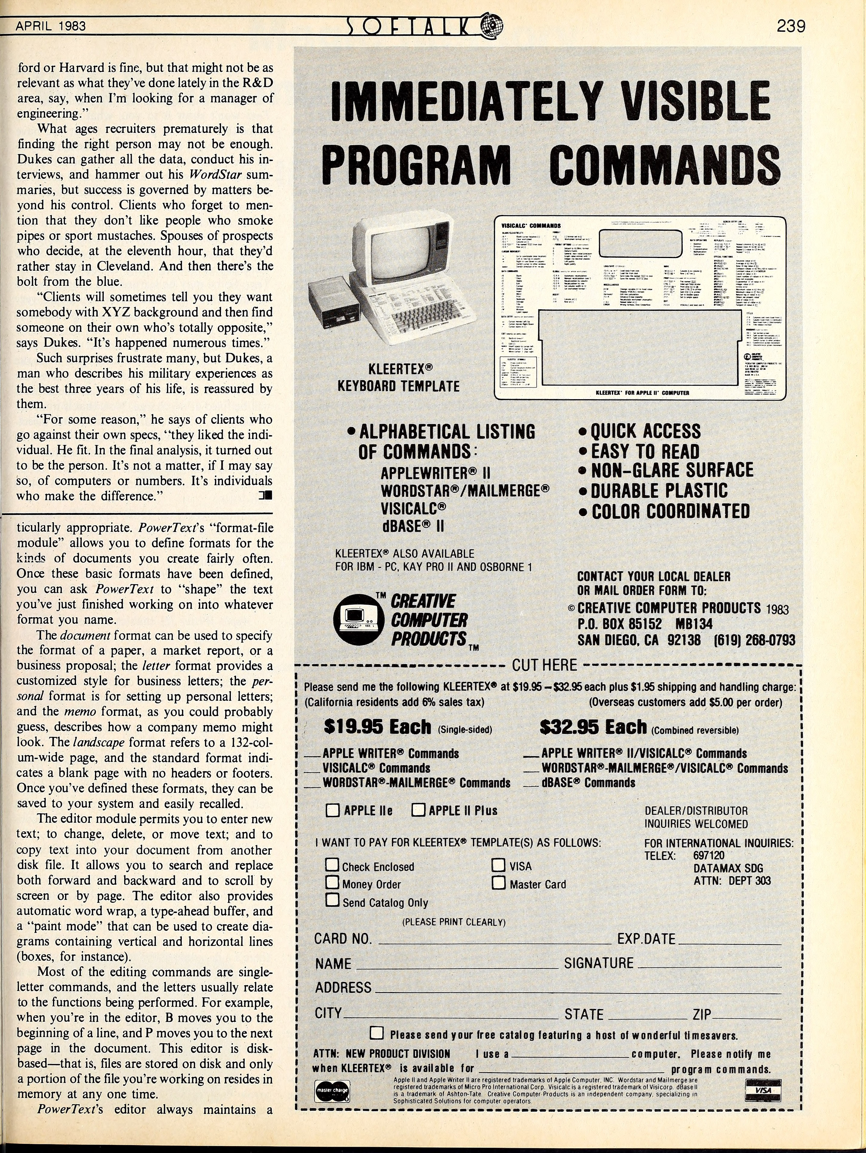 APRIL 1983
SOFTALK
239
ford or Harvard is fine, but that might not be as
relevant as what they've done lately in the R&D
area, say, when I'm looking for a manager of
engineering."
What ages recruiters prematurely is that
finding the right person may not be enough.
Dukes can gather all the data, conduct his in-
terviews, and hammer out his WordStar sum-
maries, but success is governed by matters be-
yond his control. Clients who forget to men-
tion that they don't like people who smoke
pipes or sport mustaches. Spouses of prospects
who decide, at the eleventh hour, that they'd
rather stay in Cleveland. And then there's the
bolt from the blue.
"Clients will sometimes tell you they want
somebody with XYZ background and then find
someone on their own who's totally opposite,"
says Dukes. "It's happened numerous times."
Such surprises frustrate many, but Dukes, a
man who describes his military experiences as
the best three years of his life, is reassured by
them.
"For some reason," he says of clients who
go against their own specs, "they liked the indi-
vidual. He fit. In the final analysis, it turned out
to be the person. It's not a matter, if I may say
so, of computers or numbers. It's individuals
who make the difference."
ticularly appropriate. PowerText's "format-file
module" allows you to define formats for the
kinds of documents you create fairly often.
Once these basic formats have been defined,
you can ask PowerText to "shape" the text
you've just finished working on into whatever
format you name.
The document format can be used to specify
the format of a paper, a market report, or a
business proposal; the letter format provides a
customized style for business letters; the per-
sonal format is for setting up personal letters;
and the memo format, as you could probably
guess, describes how a company memo might
look. The landscape format refers to a 132-col-
um-wide page, and the standard format indi-
cates a blank page with no headers or footers.
Once you've defined these formats, they can be
saved to your system and easily recalled.
The editor module permits you to enter new
text; to change, delete, or move text; and to
copy text into your document from another
disk file. It allows you to search and replace
both forward and backward and to scroll by
screen or by page. The editor also provides
automatic word wrap, a type-ahead buffer, and
a "paint mode" that can be used to create dia-
grams containing vertical and horizontal lines
(boxes, for instance).
Most of the editing commands are single-
letter commands, and the letters usually relate
to the functions being performed. For example,
when you're in the editor, B moves you to the
beginning of a line, and P moves you to the next
page in the document. This editor is disk-
based—that is, files are stored on disk and only
a portion of the file you're working on resides in
memory at any one time.
PowerText's editor always maintains a
IMMEDIATELY VISIBLE
PROGRAM COMMANDS
VISICALC® COMMANDS
KLEERTEX® FOR APPLE II® COMPUTER
KLEERTEX®
KEYBOARD TEMPLATE
• ALPHABETICAL LISTING
OF COMMANDS:
APPLEWRITER® II
WORDSTAR®/MAILMERGE®
VISICALC®
dBASE® II
• QUICK ACCESS
• EASY TO READ
• NON-GLARE SURFACE
• DURABLE PLASTIC
• COLOR COORDINATED
KLEERTEX® ALSO AVAILABLE
FOR IBM - PC, KAY PRO II AND OSBORNE 1
TM CREATIVE
COMPUTER
PRODUCTS TM
CONTACT YOUR LOCAL DEALER
OR MAIL ORDER FORM TO:
© CREATIVE COMPUTER PRODUCTS 1983
P.O. BOX 85152 MB134
SAN DIEGO, CA 92138 (619) 268-0793
CUT HERE
Please send me the following KLEERTEX® at $19.95 – $32.95 each plus $1.95 shipping and handling charge:
(California residents add 6% sales tax) (Overseas customers add $5.00 per order)
$19.95 Each (Single-sided)
___ APPLE WRITER® Commands
___ VISICALC® Commands
___ WORDSTAR®-MAILMERGE® Commands
$32.95 Each (Combined reversible)
___ APPLE WRITER® II/VISICALC® Commands
___ WORDSTAR®-MAILMERGE®/VISICALC® Commands
___ dBASE® Commands
☐ APPLE IIe ☐ APPLE II Plus
I WANT TO PAY FOR KLEERTEX® TEMPLATE(S) AS FOLLOWS:
☐ Check Enclosed ☐ VISA
☐ Money Order ☐ Master Card
☐ Send Catalog Only
DEALER/DISTRIBUTOR
INQUIRIES WELCOMED
FOR INTERNATIONAL INQUIRIES:
TELEX: 697120
DATAMAX SDG
ATTN: DEPT 303
(PLEASE PRINT CLEARLY)
CARD NO. ___ EXP.DATE ___
NAME ___ SIGNATURE ___
ADDRESS ___
CITY ___ STATE ___ ZIP ___
☐ Please send your free catalog featuring a host of wonderful timesavers.
ATTN: NEW PRODUCT DIVISION I use a ___ computer. Please notify me
when KLEERTEX® is available for ___ program commands.
master charge
Apple II and Apple Writer II are registered trademarks of Apple Computer, INC. Wordstar and Mailmerge are
registered trademarks of Micro Pro International Corp. Visicalc is a registered trademark of Visicorp. dBase II
is a trademark of Ashton-Tate. Creative Computer Products is an independent company, specializing in
Sophisticated Solutions for computer operators.
VISA